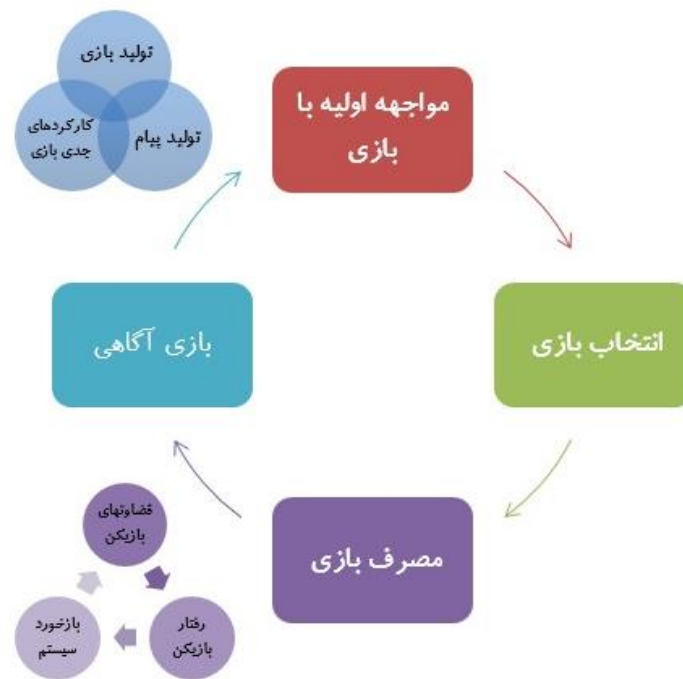 تولید بازی
کارکردهای
جدی بازی
تولید پیام
مواجهه اولیه با
بازی
انتخاب بازی
بازی آگاهی
مصرف بازی
قضاوتهای
بازیکن
رفتار
بازیکن
بازخورد
سیستم